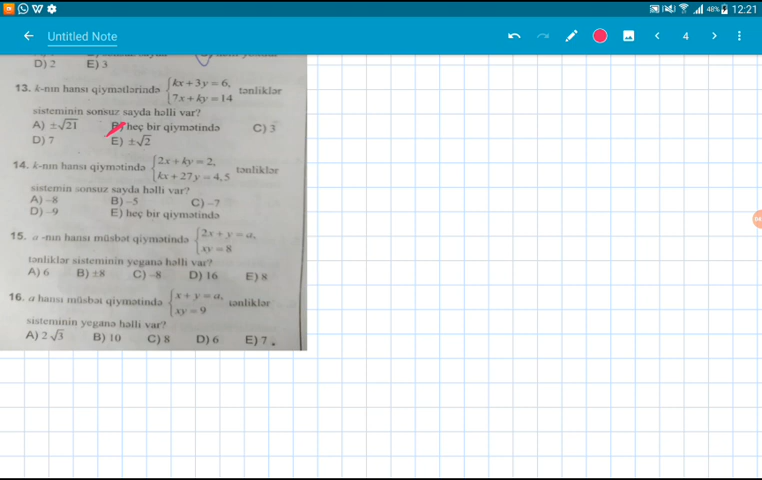 48% 12:21
Untitled Note
4
D) 2 E) 3
13. k-nın hansı qiymətlərində {kx + 3y = 6, tənliklər
7x + ky = 14
sisteminin sonsuz sayda həlli var?
A) ±√21 B) heç bir qiymətində C) 3
D) 7 E) ±√2
14. k-nın hansı qiymətində {2x + ky = 2, tənliklər
kx + 27y = 4,5
sistemin sonsuz sayda həlli var?
A) –8 B) –5 C) –7
D) –9 E) heç bir qiymətində
15. a -nın hansı müsbət qiymətində {2x + y = a,
xy = 8
tənliklər sisteminin yeganə həlli var?
A) 6 B) ±8 C) –8 D) 16 E) 8
16. a hansı müsbət qiymətində {x + y = a, tənliklər
xy = 9
sisteminin yeganə həlli var?
A) 2√3 B) 10 C) 8 D) 6 E) 7 .